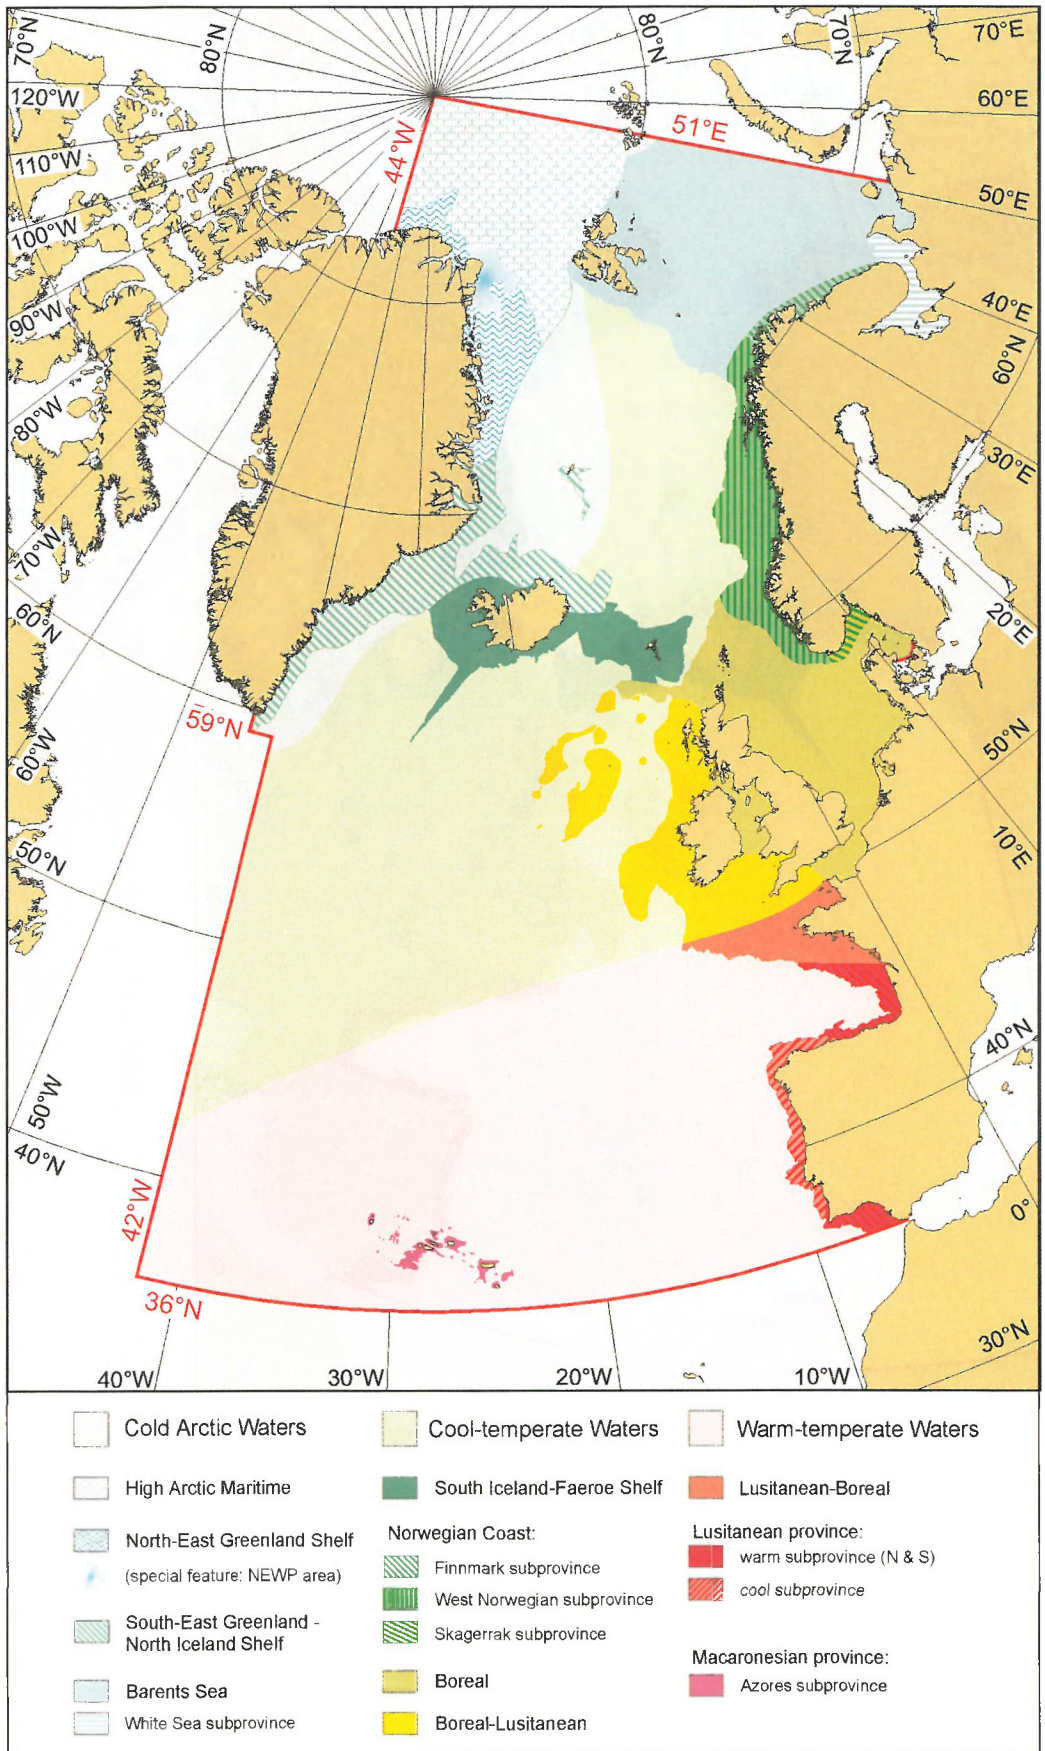 70°N
80°N
80°N
70°N
70°E
120°W
60°E
51°E
44°W
110°W
50°E
100°W
90°W
40°E
60°N
80°W
30°E
70°W
60°N
20°E
59°N
60°W
50°N
50°N
10°E
50°W
40°N
40°N
42°W
0°
36°N
30°N
40°W
30°W
20°W
10°W
Cold Arctic Waters
High Arctic Maritime
North-East Greenland Shelf
(special feature: NEWP area)
South-East Greenland -
North Iceland Shelf
Barents Sea
White Sea subprovince
Cool-temperate Waters
South Iceland-Faeroe Shelf
Norwegian Coast:
Finnmark subprovince
West Norwegian subprovince
Skagerrak subprovince
Boreal
Boreal-Lusitanean
Warm-temperate Waters
Lusitanean-Boreal
Lusitanean province:
warm subprovince (N & S)
cool subprovince
Macaronesian province:
Azores subprovince